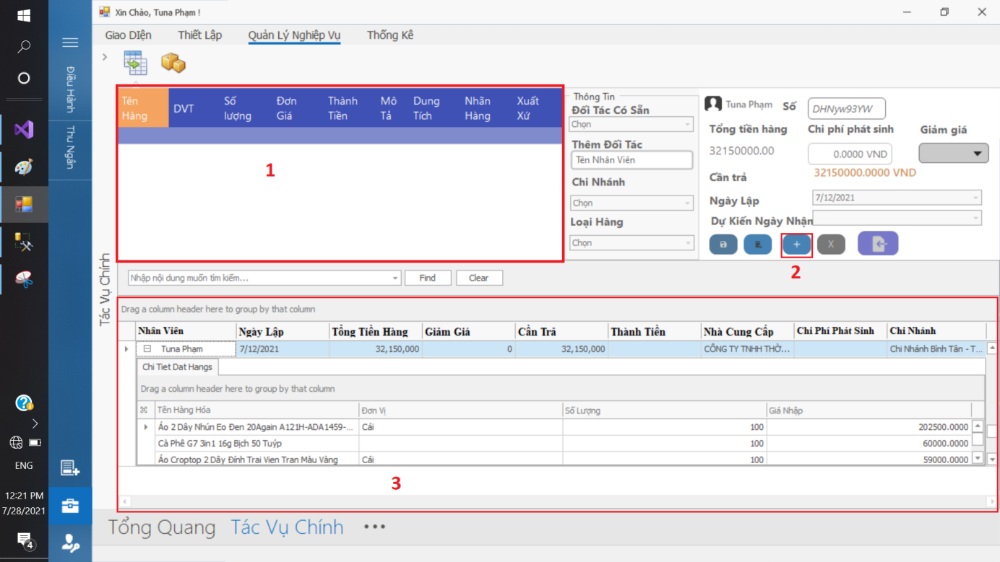 Xin Chào, Tuna Phạm !
Giao DIện Thiết Lập Quản Lý Nghiệp Vụ Thống Kê
Điều Hành
Thu Ngân
Tên Hàng ĐVT Số lượng Đơn Giá Thành Tiền Mô Tả Dung Tích Nhãn Hàng Xuất Xứ
1
Thông Tin
Đối Tác Có Sẵn
Chọn
Thêm Đối Tác
Tên Nhân Viên
Chi Nhánh
Chọn
Loại Hàng
Chọn
Tuna Phạm Số DHNyw93YW
Tổng tiền hàng Chi phí phát sinh Giảm giá
32150000.00 0.0000 VND
Cần trả 32150000.0000 VND
Ngày Lập 7/12/2021
Dự Kiến Ngày Nhận
+ X
2
Tác Vụ Chính
Nhập nội dung muốn tìm kiếm... Find Clear
Drag a column header here to group by that column
Nhân Viên Ngày Lập Tổng Tiền Hàng Giảm Giá Cần Trả Thành Tiền Nhà Cung Cấp Chi Phí Phát Sinh Chi Nhánh
Tuna Phạm 7/12/2021 32,150,000 0 32,150,000 CÔNG TY TNHH THỜ... Chi Nhánh Bình Tân - T...
Chi Tiet Dat Hangs
Drag a column header here to group by that column
Tên Hàng Hóa Đơn Vị Số Lượng Giá Nhập
Áo 2 Dây Nhún Eo Đen 20Again A121H-ADA1459-... Cái 100 202500.0000
Cà Phê G7 3in1 16g Bịch 50 Tuýp 100 60000.0000
Áo Croptop 2 Dây Đính Trai Vien Tran Màu Vàng Cái 100 59000.0000
3
Tổng Quang Tác Vụ Chính •••
ENG
12:21 PM
7/28/2021
4